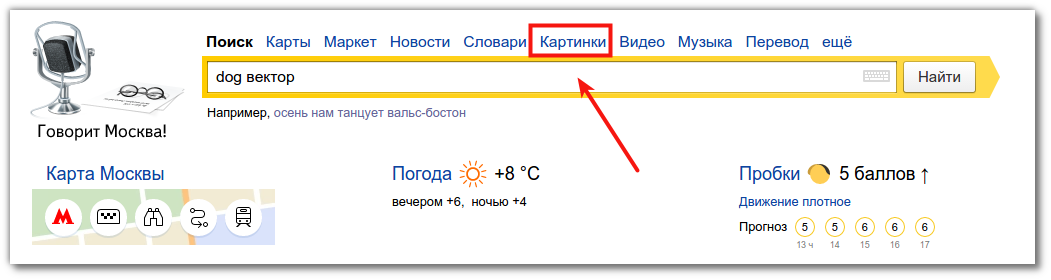 Поиск Карты Маркет Новости Словари Картинки Видео Музыка Перевод ещё
dog вектор
Найти
Например, осень нам танцует вальс-бостон
Говорит Москва!
Карта Москвы
Погода +8 °C
вечером +6, ночью +4
Пробки 5 баллов ↑
Движение плотное
Прогноз 5 5 6 6 6
13 ч 14 15 16 17